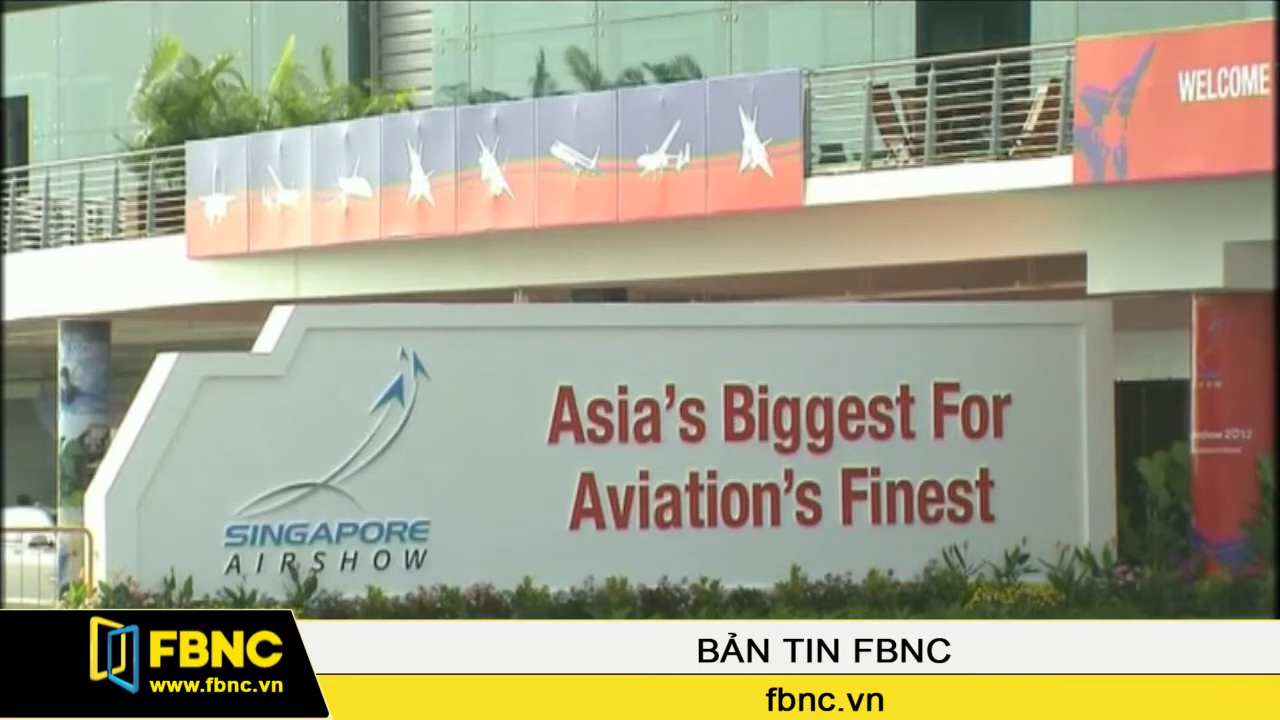 WELCOME
Asia's Biggest For
Aviation's Finest
SINGAPORE
AIRSHOW
FBNC
www.fbnc.vn
BẢN TIN FBNC
fbnc.vn